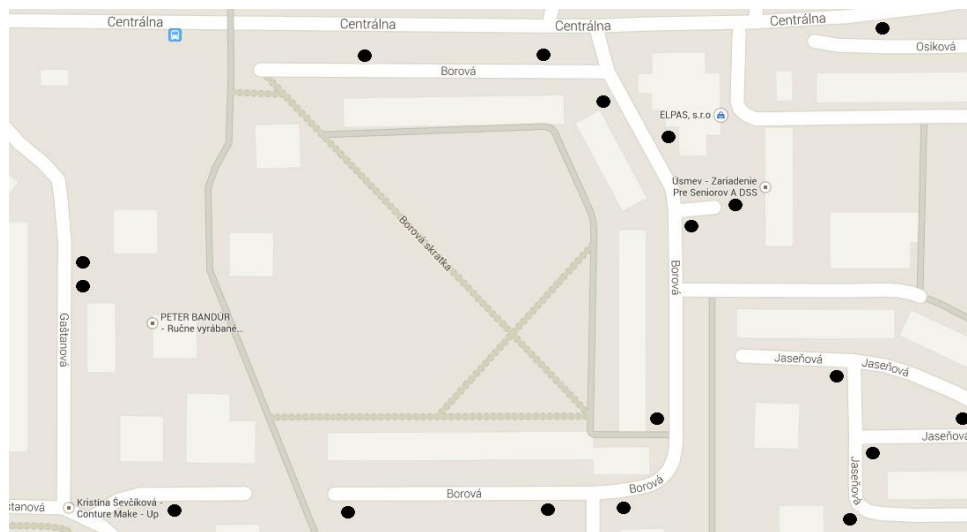 Centrálna
Centrálna
Centrálna
Centrálna
Osiková
Borová
ELPAS, s.r.o
Úsmev - Zariadenie
Pre Seniorov A DSS
Borová skratka
Borová
Gaštanová
PETER BANDÚR
- Ručne vyrábané...
Jaseňová
Jaseňová
Jaseňová
Jaseňová
Borová
Borová
štanová
Kristína Ševčíková -
Conture Make - Up